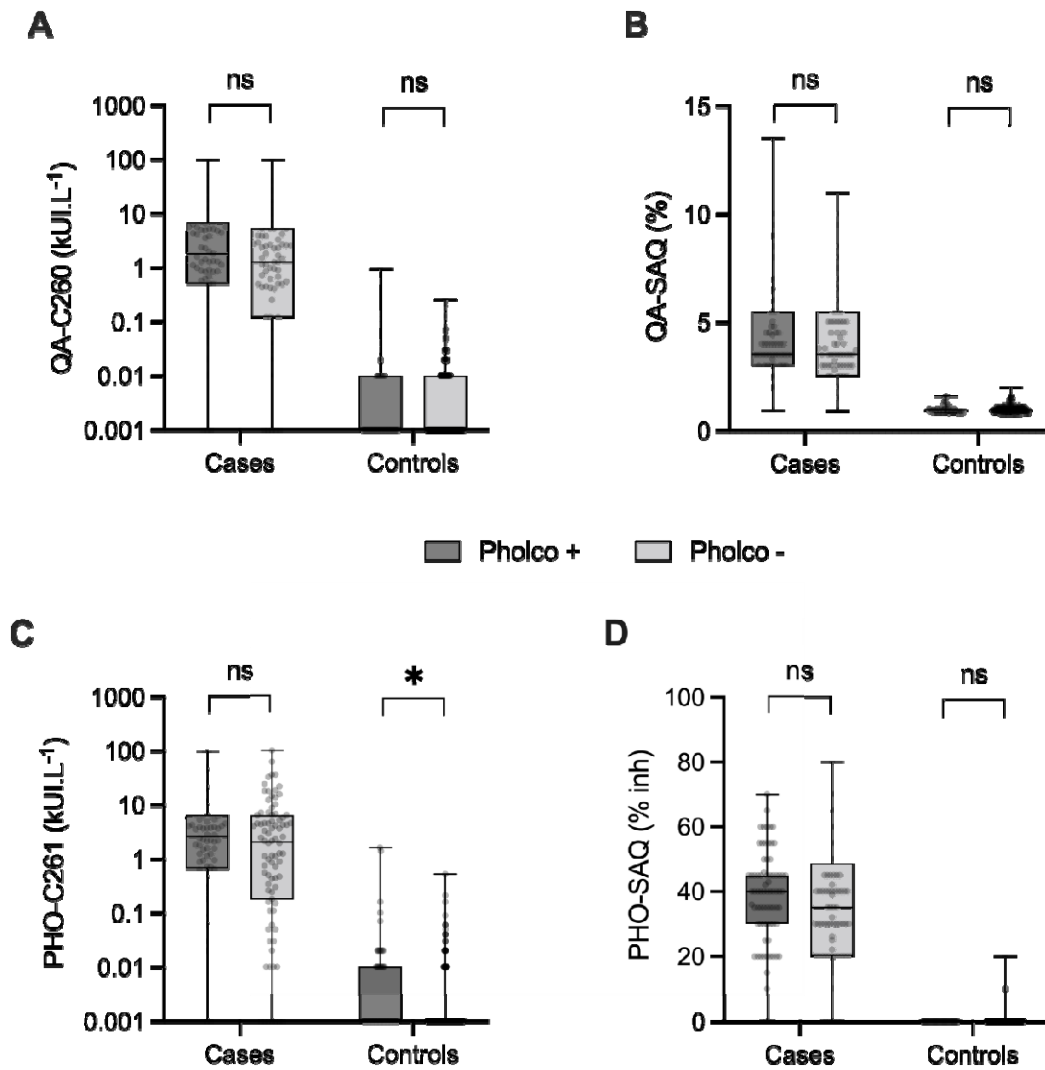 A
ns
ns
QA-C260 (kUI.L-1)
1000
100
10
1
0.1
0.01
0.001
Cases
Controls
B
ns
ns
QA-SAQ (%)
15
10
5
0
Cases
Controls
Pholco +
Pholco -
C
ns
*
PHO-C261 (kUI.L-1)
1000
100
10
1
0.1
0.01
0.001
Cases
Controls
D
ns
ns
PHO-SAQ (% inh)
100
80
60
40
20
0
Cases
Controls